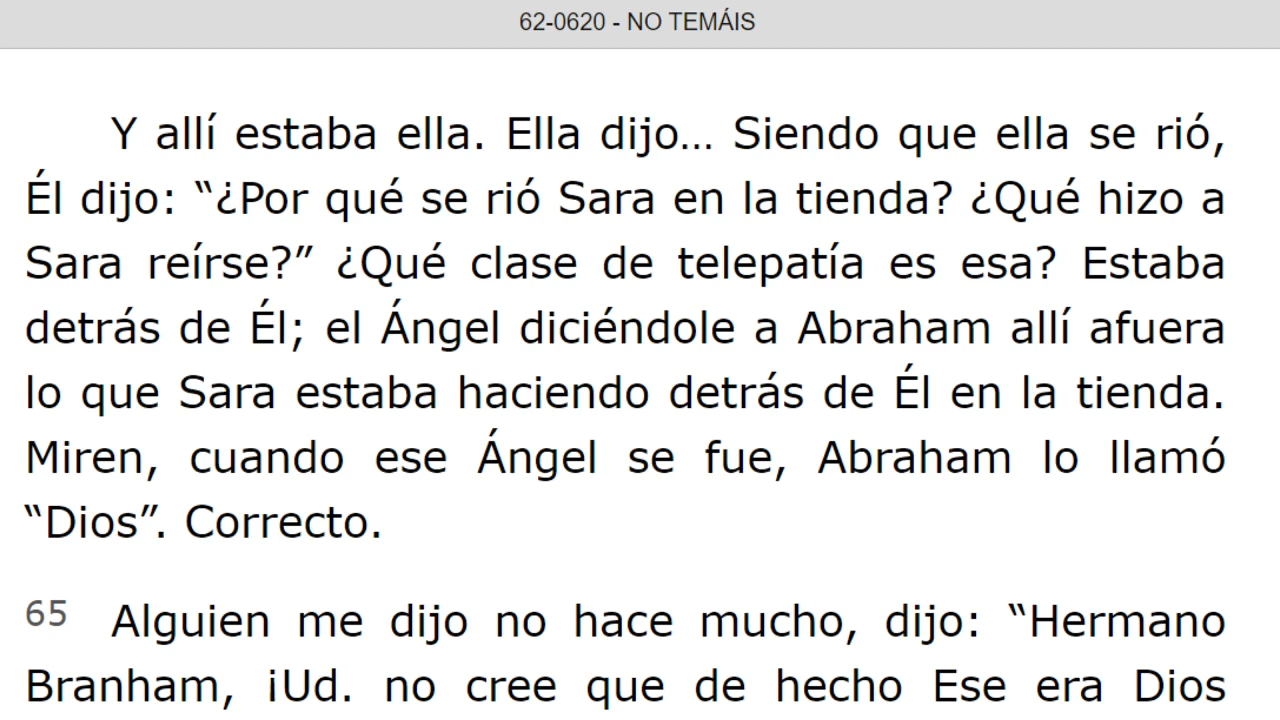 62-0620 - NO TEMÁIS
Y allí estaba ella. Ella dijo… Siendo que ella se rió,
Él dijo: “¿Por qué se rió Sara en la tienda? ¿Qué hizo a
Sara reírse?” ¿Qué clase de telepatía es esa? Estaba
detrás de Él; el Ángel diciéndole a Abraham allí afuera
lo que Sara estaba haciendo detrás de Él en la tienda.
Miren, cuando ese Ángel se fue, Abraham lo llamó
“Dios”. Correcto.
65 Alguien me dijo no hace mucho, dijo: “Hermano
Branham, ¡Ud. no cree que de hecho Ese era Dios